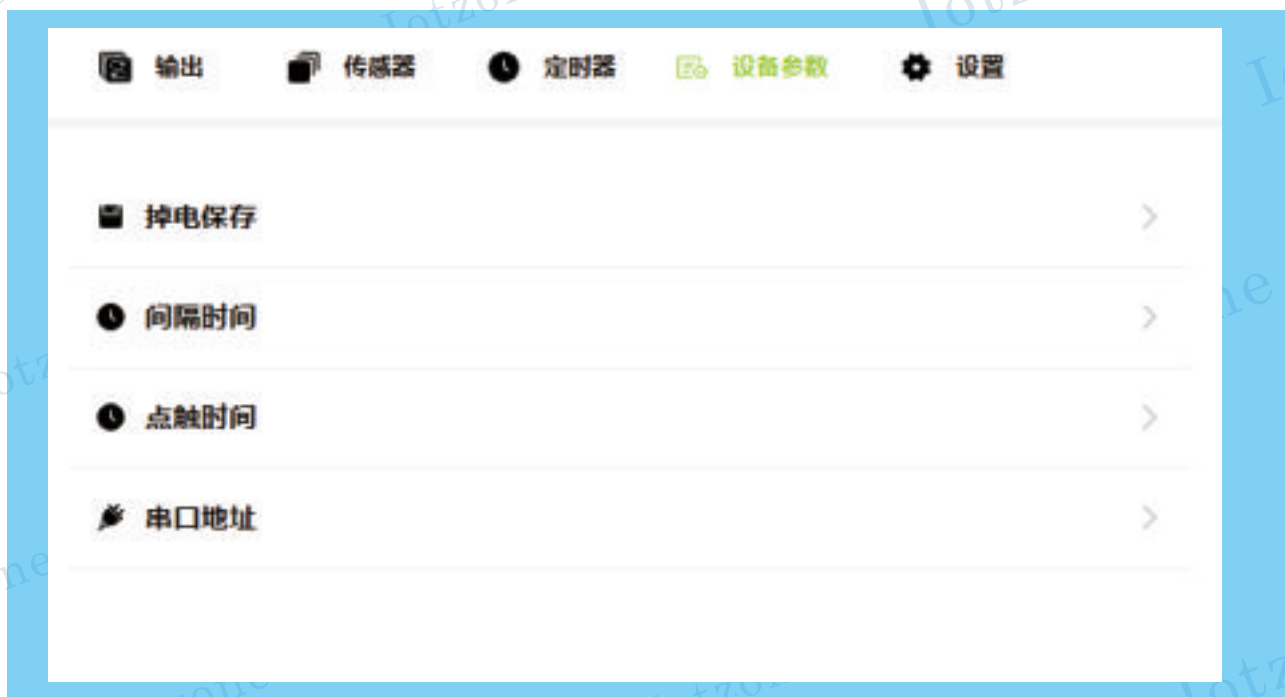 Iotzone
输出 传感器 定时器 设备参数 设置
掉电保存
间隔时间
点触时间
串口地址